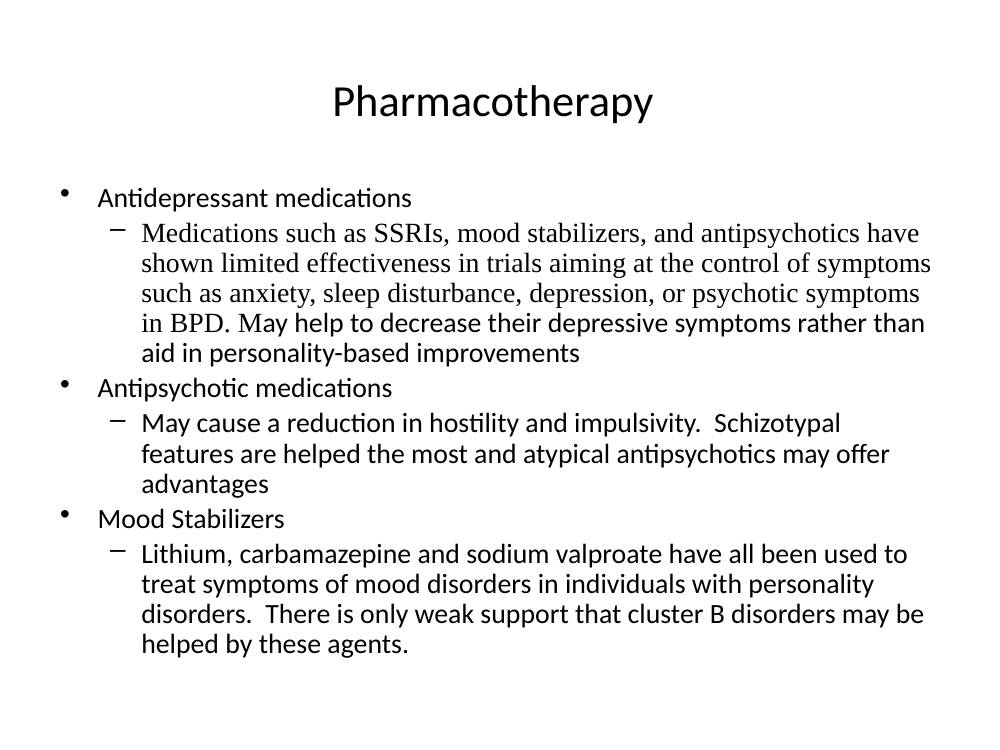 Pharmacotherapy
• Antidepressant medications
– Medications such as SSRIs, mood stabilizers, and antipsychotics have
shown limited effectiveness in trials aiming at the control of symptoms
such as anxiety, sleep disturbance, depression, or psychotic symptoms
in BPD. May help to decrease their depressive symptoms rather than
aid in personality-based improvements
• Antipsychotic medications
– May cause a reduction in hostility and impulsivity.  Schizotypal
features are helped the most and atypical antipsychotics may offer
advantages
• Mood Stabilizers
– Lithium, carbamazepine and sodium valproate have all been used to
treat symptoms of mood disorders in individuals with personality
disorders.  There is only weak support that cluster B disorders may be
helped by these agents.